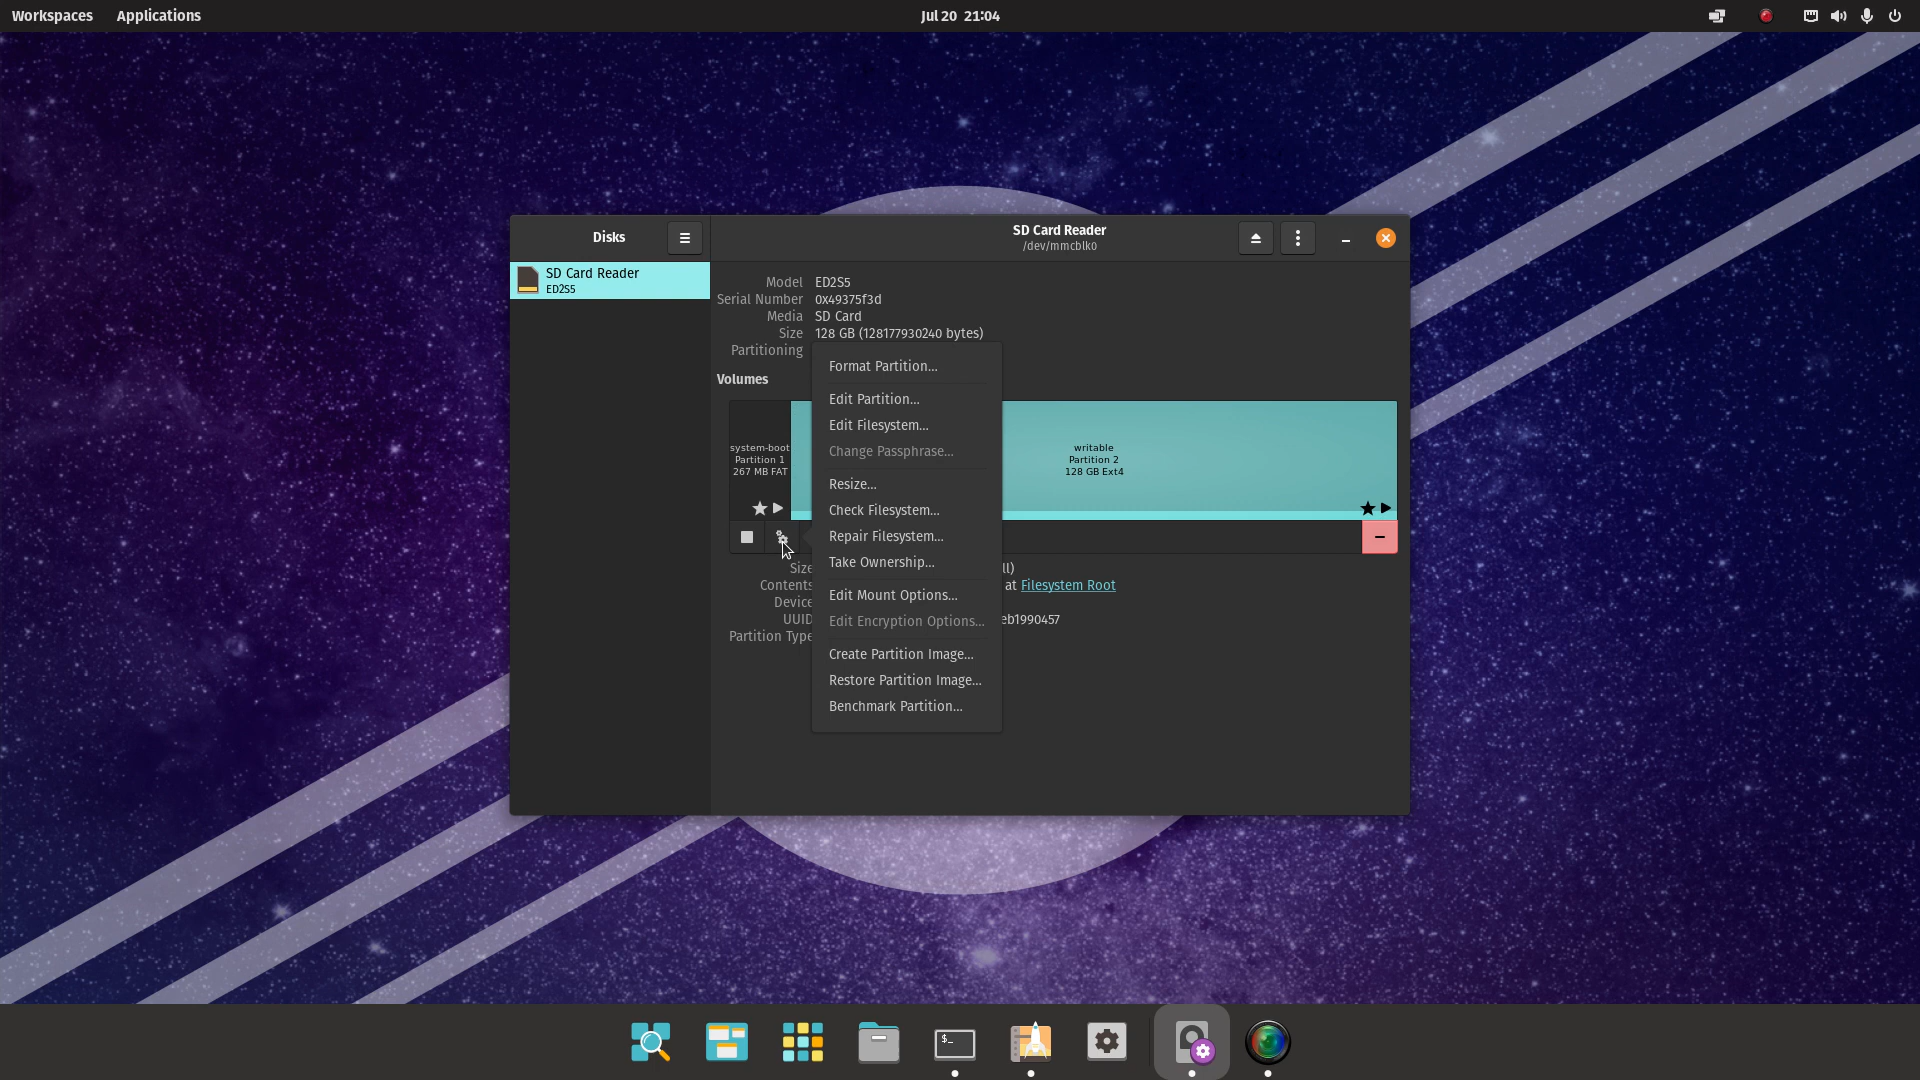 Workspaces Applications Jul 20 21:04
Disks
SD Card Reader
/dev/mmcblk0
SD Card Reader
ED2S5
Model ED2S5
Serial Number 0x49375f3d
Media SD Card
Size 128 GB (128177930240 bytes)
Partitioning
Volumes
system-boot
Partition 1
267 MB FAT
writable
Partition 2
128 GB Ext4
Format Partition...
Edit Partition...
Edit Filesystem...
Change Passphrase...
Resize...
Check Filesystem...
Repair Filesystem...
Take Ownership...
Edit Mount Options...
Edit Encryption Options...
Create Partition Image...
Restore Partition Image...
Benchmark Partition...
Size ll)
Contents at Filesystem Root
Device
UUID eb1990457
Partition Type
$_